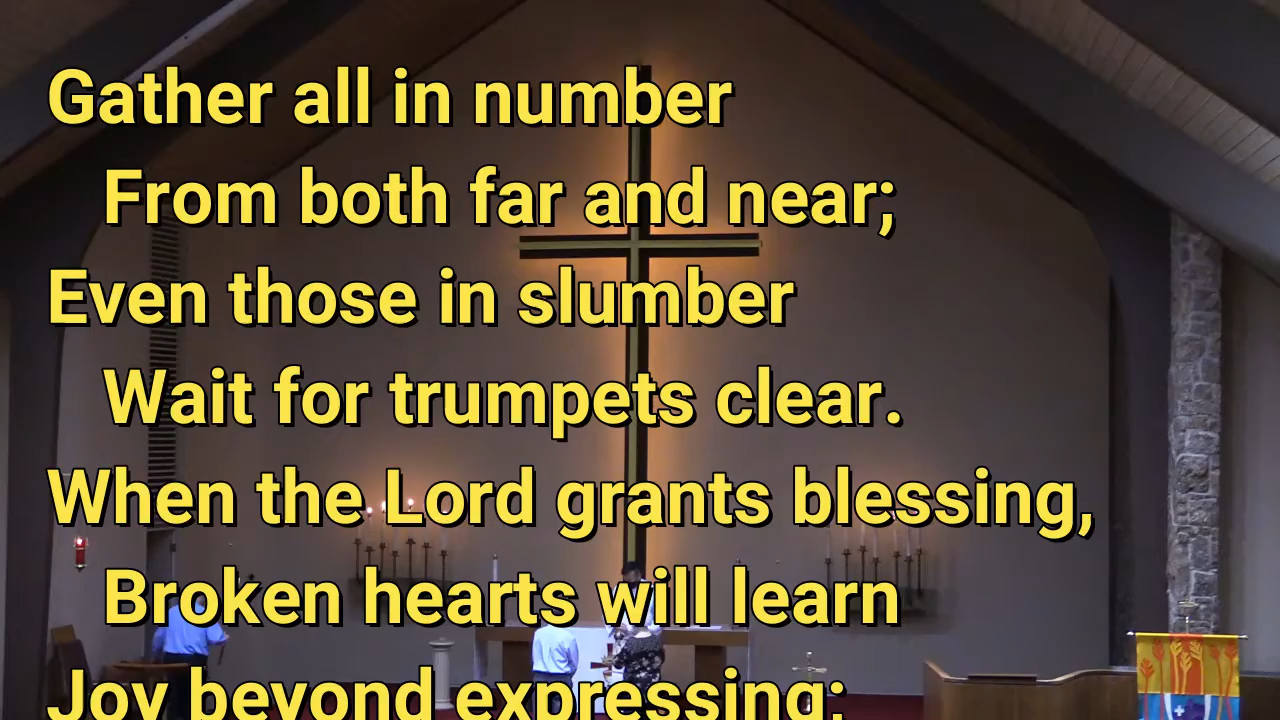 Gather all in number
From both far and near;
Even those in slumber
Wait for trumpets clear.
When the Lord grants blessing,
Broken hearts will learn
Joy beyond expressing;